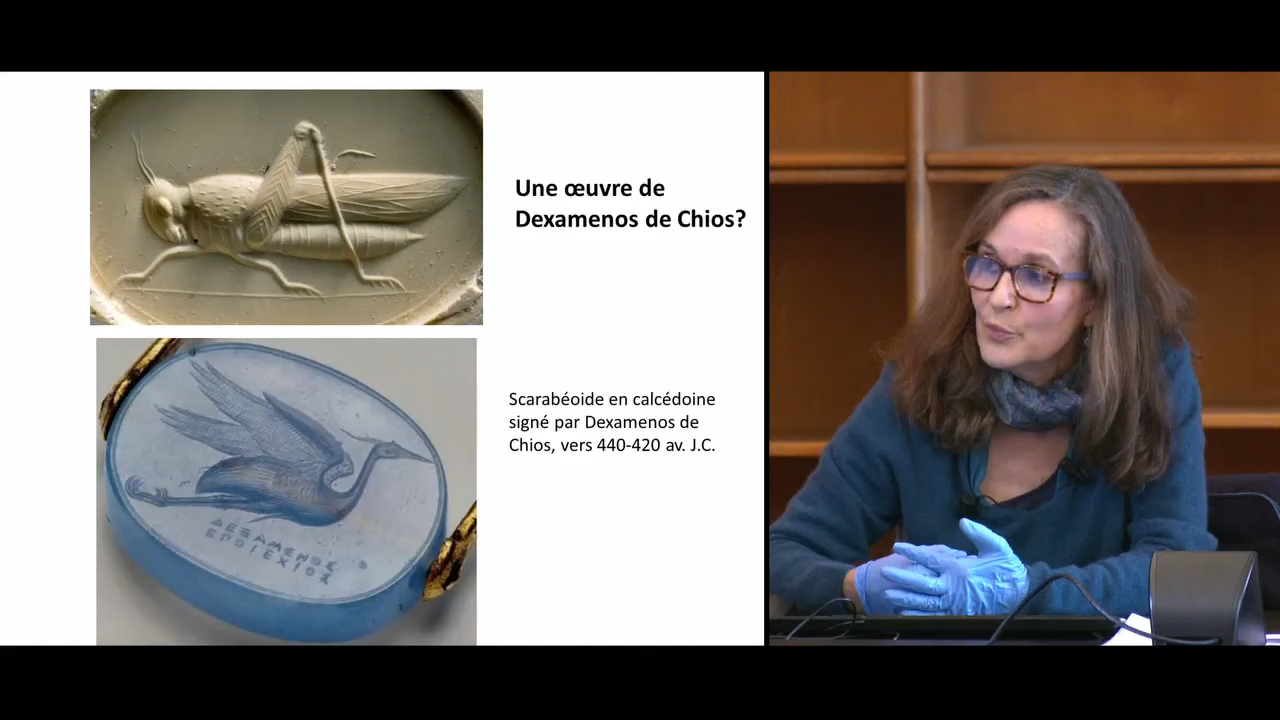 Une œuvre de
Dexamenos de Chios?
Scarabéoide en calcédoine
signé par Dexamenos de
Chios, vers 440-420 av. J.C.
ΔΕΞΑΜΕΝΟΣ
ΕΠΟΙΕΧΙΟΣ